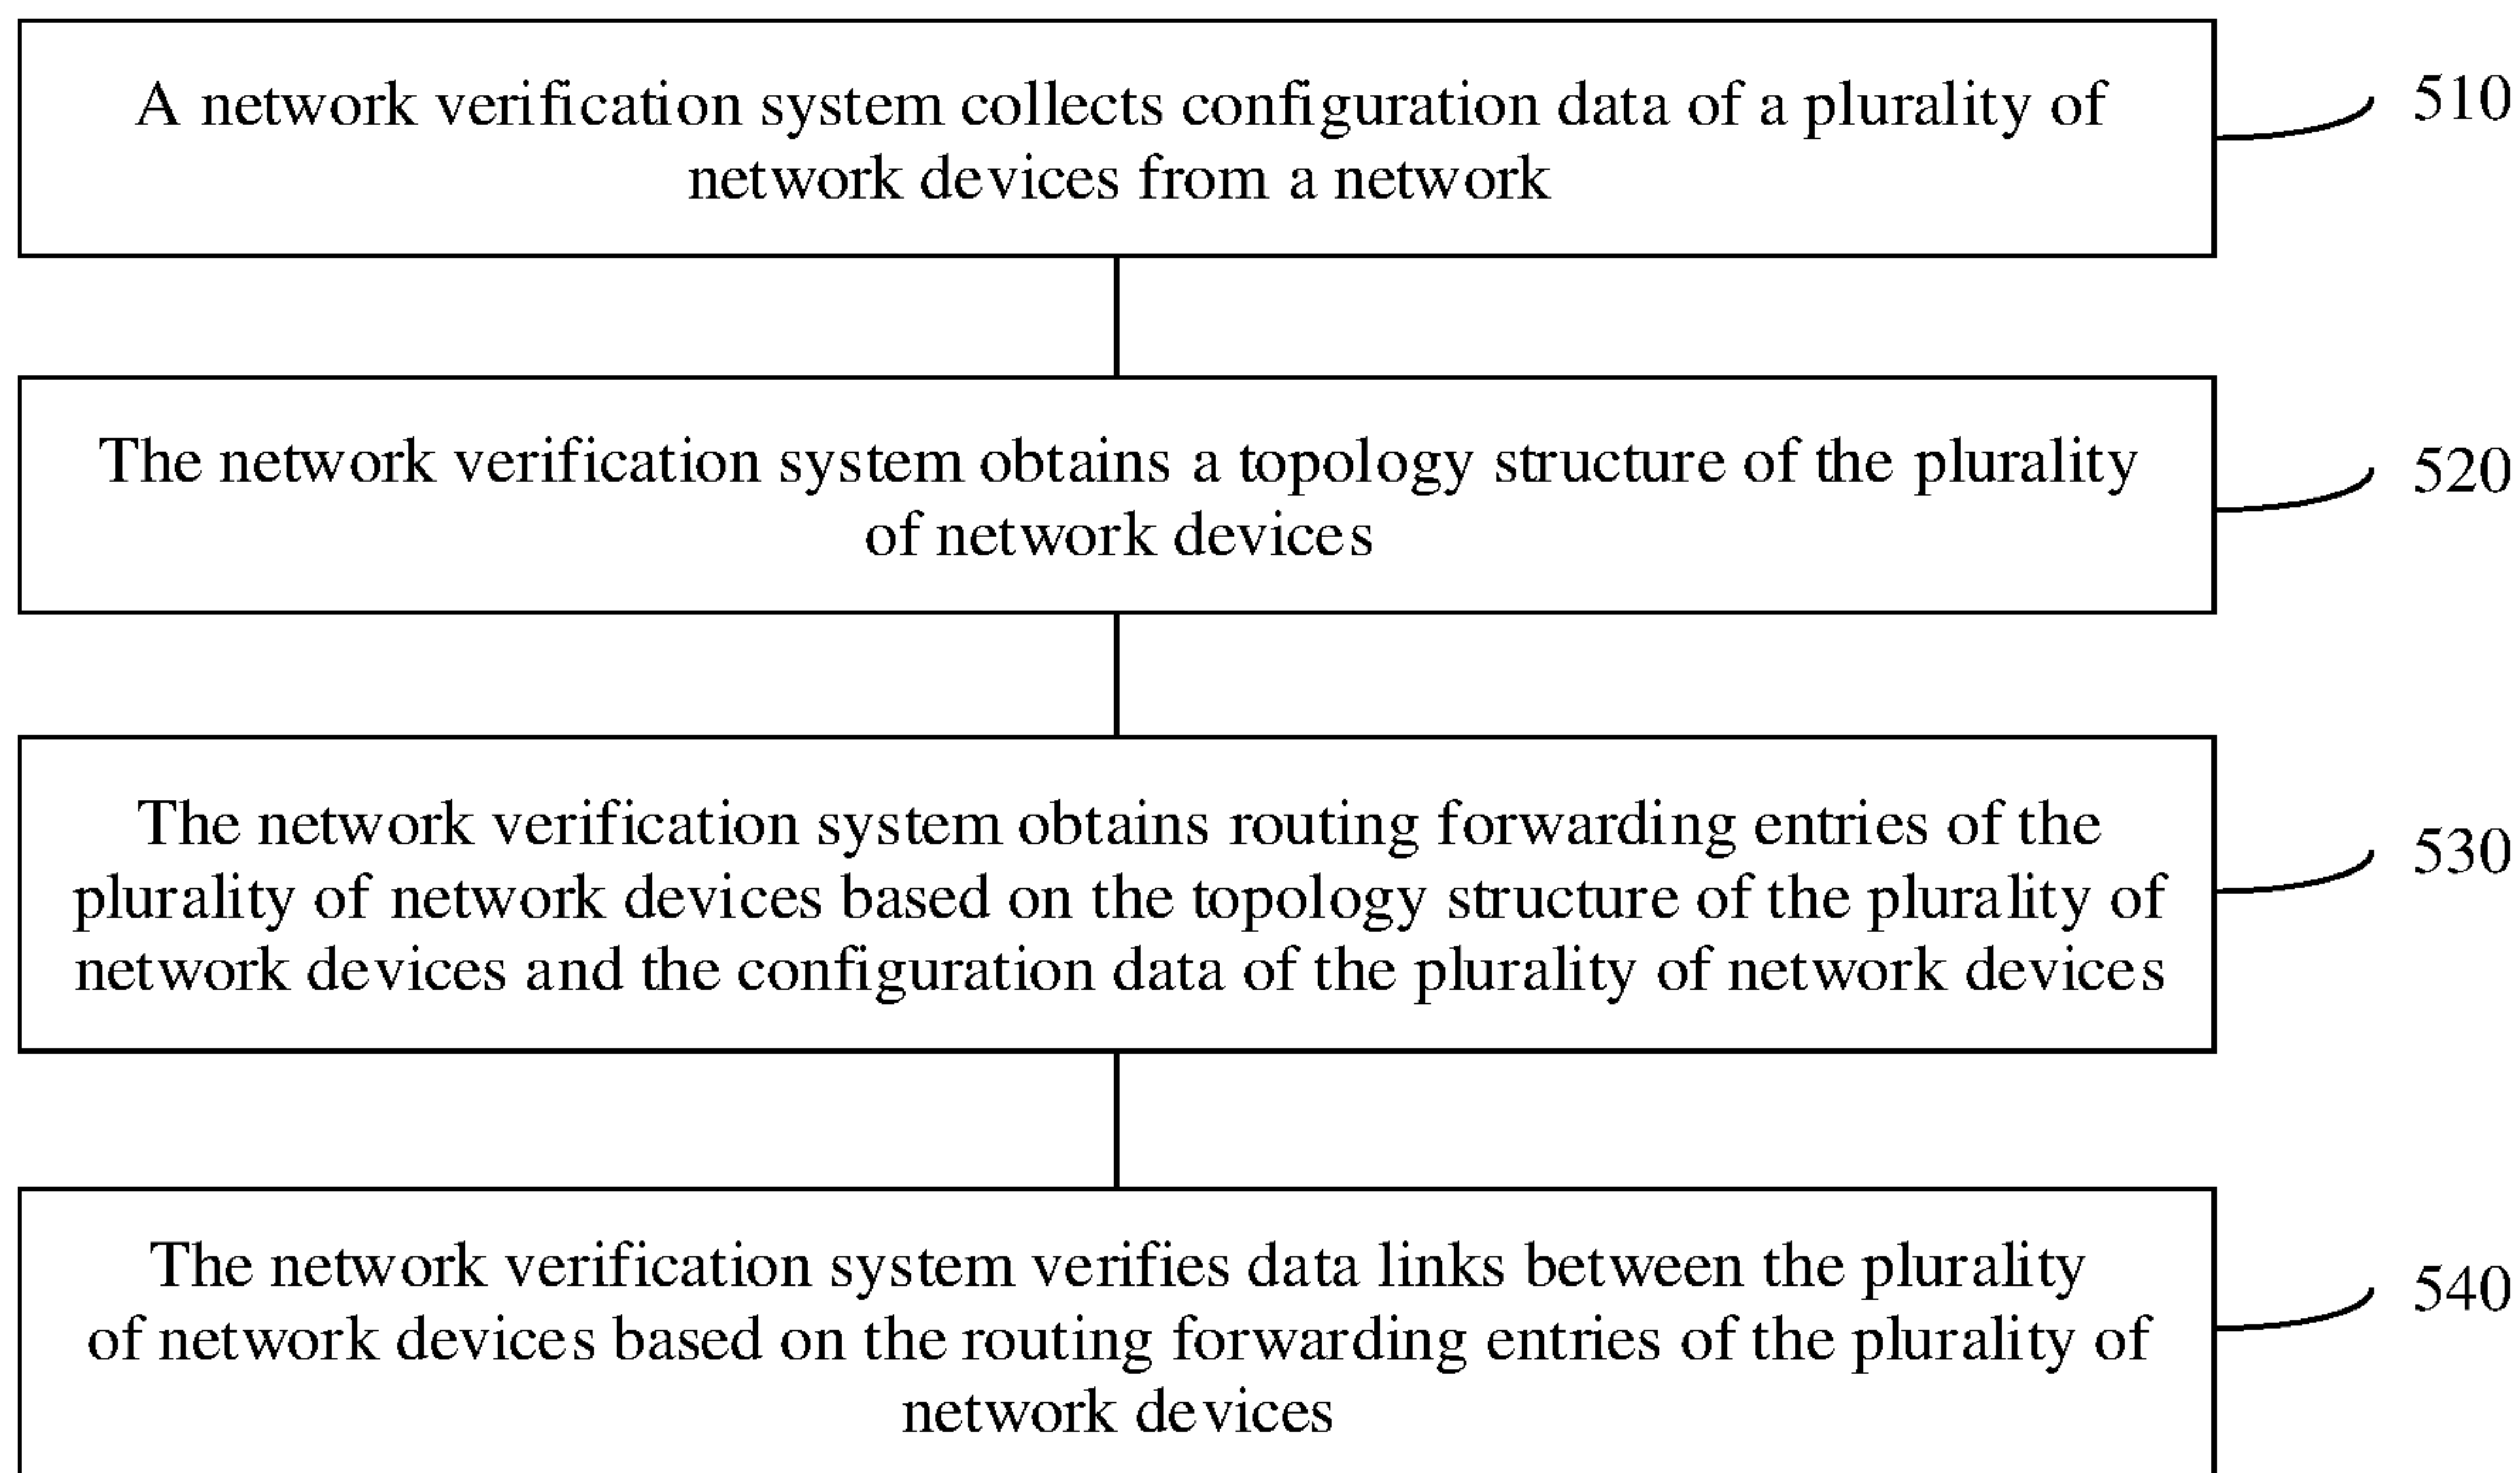 A network verification system collects configuration data of a plurality of
network devices from a network
510
The network verification system obtains a topology structure of the plurality
of network devices
520
The network verification system obtains routing forwarding entries of the
plurality of network devices based on the topology structure of the plurality of
network devices and the configuration data of the plurality of network devices
530
The network verification system verifies data links between the plurality
of network devices based on the routing forwarding entries of the plurality of
network devices
540